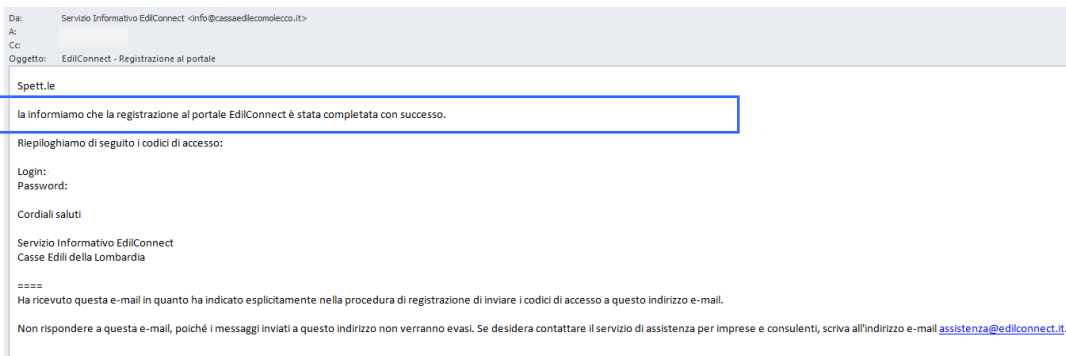 Da: Servizio Informativo EdilConnect <info@cassaedilecomolecco.it>
A:
Cc:
Oggetto: EdilConnect - Registrazione al portale
Spett.le
la informiamo che la registrazione al portale EdilConnect è stata completata con successo.
Riepiloghiamo di seguito i codici di accesso:
Login:
Password:
Cordiali saluti
Servizio Informativo EdilConnect
Casse Edili della Lombardia
====
Ha ricevuto questa e-mail in quanto ha indicato esplicitamente nella procedura di registrazione di inviare i codici di accesso a questo indirizzo e-mail.
Non rispondere a questa e-mail, poiché i messaggi inviati a questo indirizzo non verranno evasi. Se desidera contattare il servizio di assistenza per imprese e consulenti, scriva all'indirizzo e-mail assistenza@edilconnect.it.